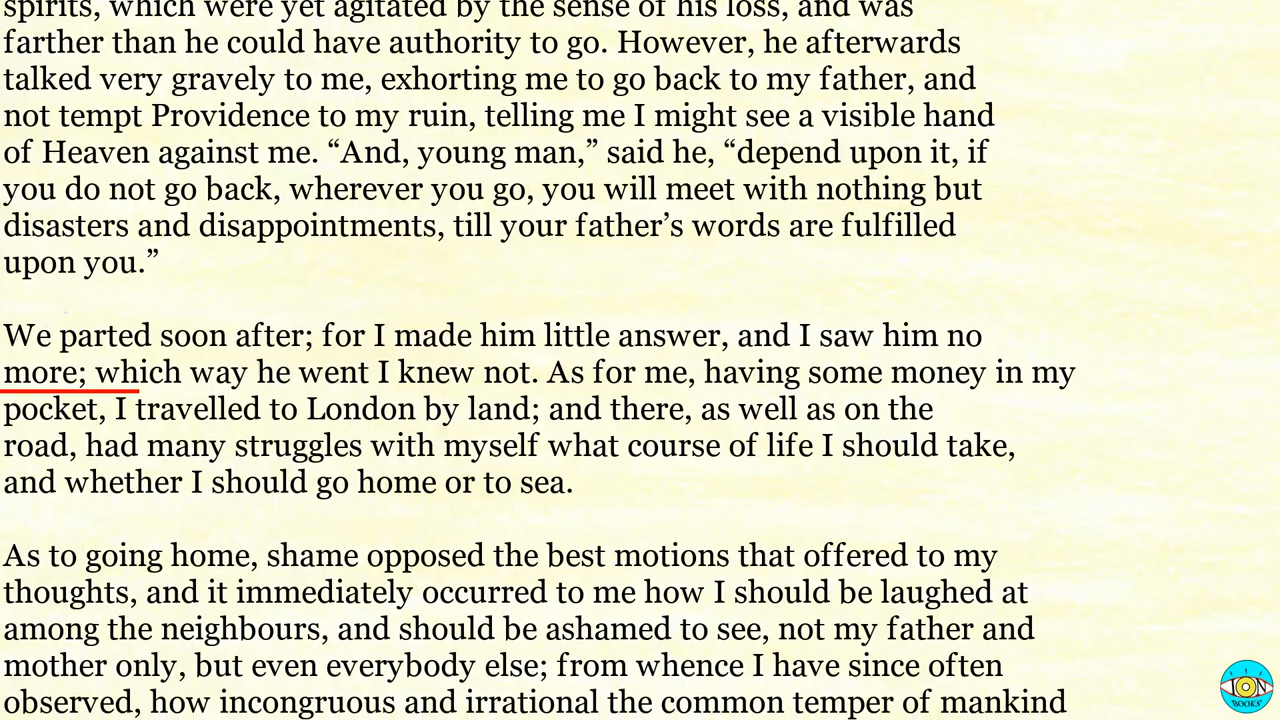 spirits, which were yet agitated by the sense of his loss, and was
farther than he could have authority to go. However, he afterwards
talked very gravely to me, exhorting me to go back to my father, and
not tempt Providence to my ruin, telling me I might see a visible hand
of Heaven against me. “And, young man,” said he, “depend upon it, if
you do not go back, wherever you go, you will meet with nothing but
disasters and disappointments, till your father’s words are fulfilled
upon you.”
We parted soon after; for I made him little answer, and I saw him no
more; which way he went I knew not. As for me, having some money in my
pocket, I travelled to London by land; and there, as well as on the
road, had many struggles with myself what course of life I should take,
and whether I should go home or to sea.
As to going home, shame opposed the best motions that offered to my
thoughts, and it immediately occurred to me how I should be laughed at
among the neighbours, and should be ashamed to see, not my father and
mother only, but even everybody else; from whence I have since often
observed, how incongruous and irrational the common temper of mankind
ION
BOOKS